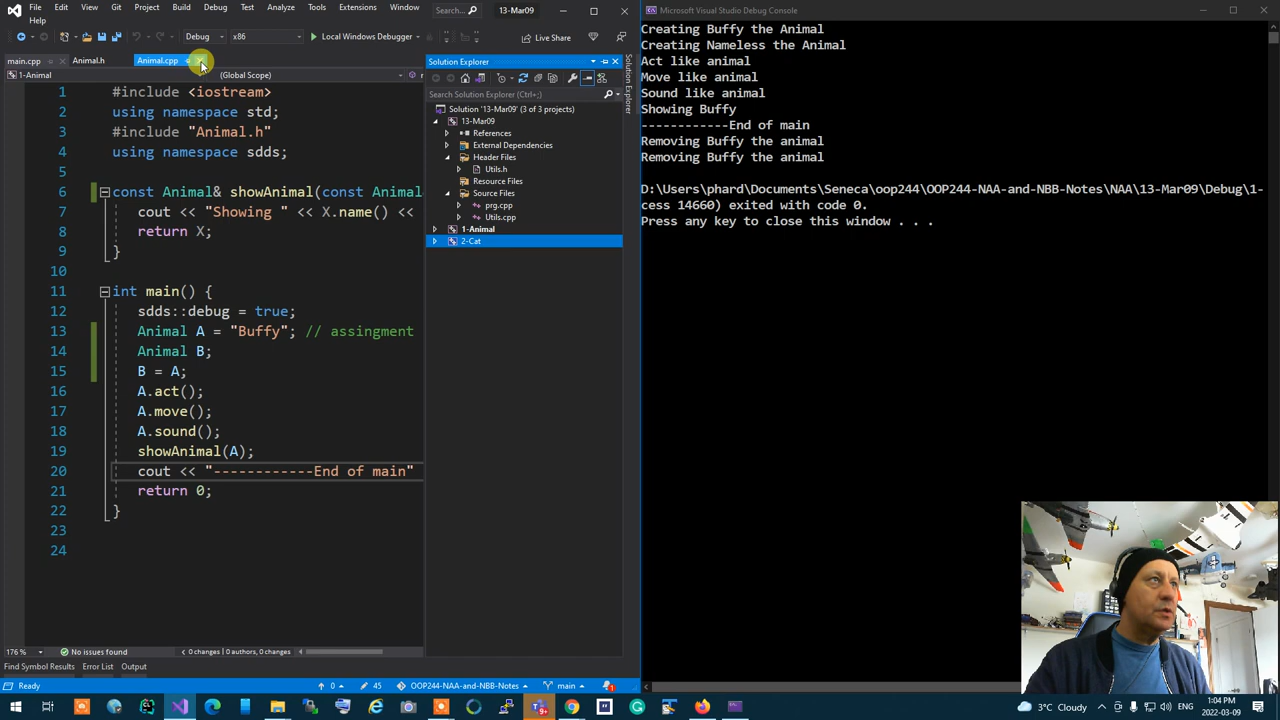 File Edit View Git Project Build Debug Test Analyze Tools Extensions Window Search... 13-Mar09
Help
Debug x86 Local Windows Debugger Live Share
main.cpp Animal.h Animal.cpp
1-Animal (Global Scope)
1 #include <iostream>
2 using namespace std;
3 #include "Animal.h"
4 using namespace sdds;
5
6 const Animal& showAnimal(const Animal
7 cout << "Showing " << X.name() <<
8 return X;
9 }
10
11 int main() {
12 sdds::debug = true;
13 Animal A = "Buffy"; // assingment
14 Animal B;
15 B = A;
16 A.act();
17 A.move();
18 A.sound();
19 showAnimal(A);
20 cout << "------------End of main"
21 return 0;
22 }
23
24
176 % No issues found 0 changes | 0 authors, 0 changes
Find Symbol Results Error List Output
Ready 0 45 OOP244-NAA-and-NBB-Notes main 1
Solution Explorer
Search Solution Explorer (Ctrl+;)
Solution '13-Mar09' (3 of 3 projects)
13-Mar09
References
External Dependencies
Header Files
Utils.h
Resource Files
Source Files
prg.cpp
Utils.cpp
1-Animal
2-Cat
Solution Explorer
Microsoft Visual Studio Debug Console
Creating Buffy the Animal
Creating Nameless the Animal
Act like animal
Move like animal
Sound like animal
Showing Buffy
------------End of main
Removing Buffy the animal
Removing Buffy the animal
D:\Users\phard\Documents\Seneca\oop244\OOP244-NAA-and-NBB-Notes\NAA\13-Mar09\Debug\1-
cess 14660) exited with code 0.
Press any key to close this window . . .
3°C Cloudy ENG 1:04 PM
2022-03-09